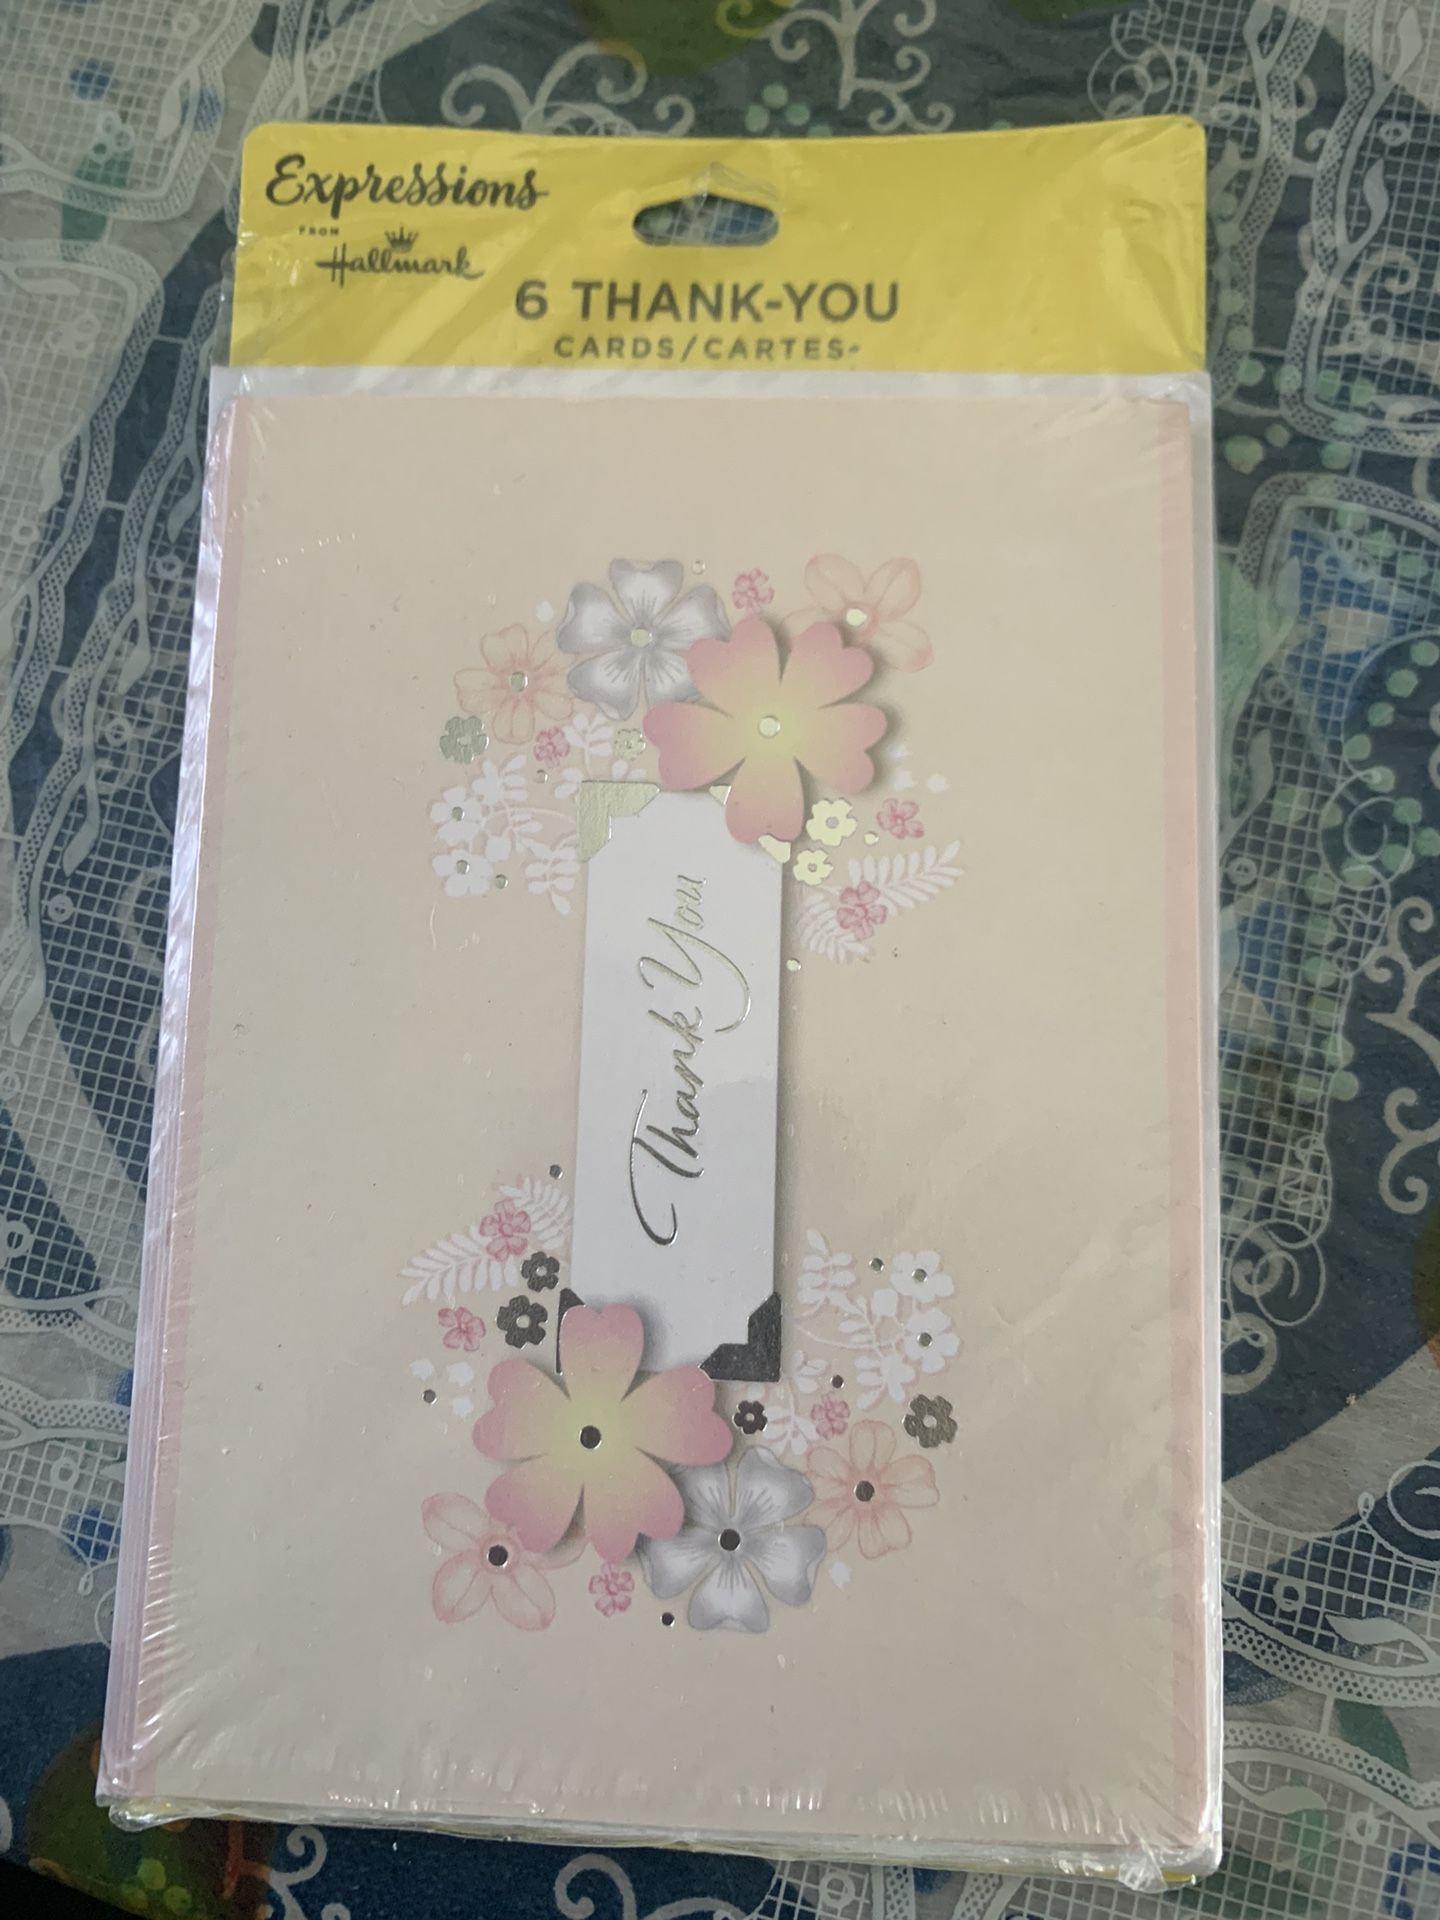 Expressions
FROM
Hallmark
6 THANK-YOU
CARDS/CARTES
Thank You